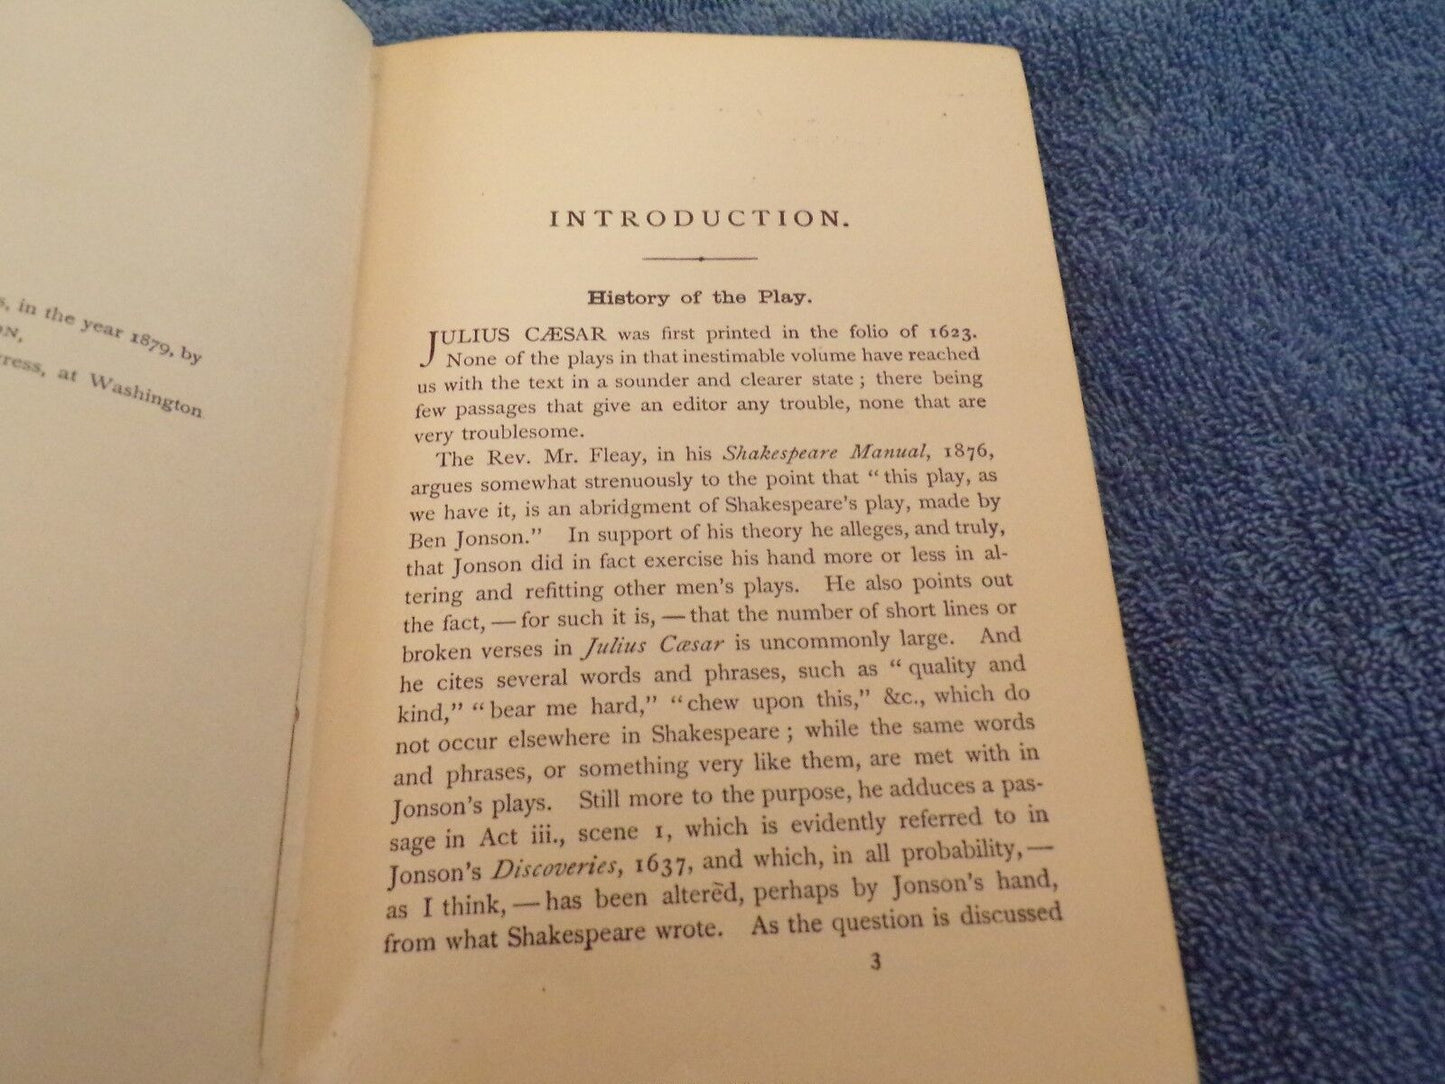 s, in the year 1879, by
ON,
ress, at Washington
INTRODUCTION.
History of the Play.
JULIUS CÆSAR was first printed in the folio of 1623.
None of the plays in that inestimable volume have reached
us with the text in a sounder and clearer state; there being
few passages that give an editor any trouble, none that are
very troublesome.
The Rev. Mr. Fleay, in his Shakespeare Manual, 1876,
argues somewhat strenuously to the point that “this play, as
we have it, is an abridgment of Shakespeare's play, made by
Ben Jonson.” In support of his theory he alleges, and truly,
that Jonson did in fact exercise his hand more or less in al-
tering and refitting other men's plays. He also points out
the fact, — for such it is, — that the number of short lines or
broken verses in Julius Cæsar is uncommonly large. And
he cites several words and phrases, such as “quality and
kind,” “bear me hard,” “chew upon this,” &c., which do
not occur elsewhere in Shakespeare; while the same words
and phrases, or something very like them, are met with in
Jonson's plays. Still more to the purpose, he adduces a pas-
sage in Act iii., scene 1, which is evidently referred to in
Jonson's Discoveries, 1637, and which, in all probability, —
as I think, — has been altered, perhaps by Jonson's hand,
from what Shakespeare wrote. As the question is discussed
3